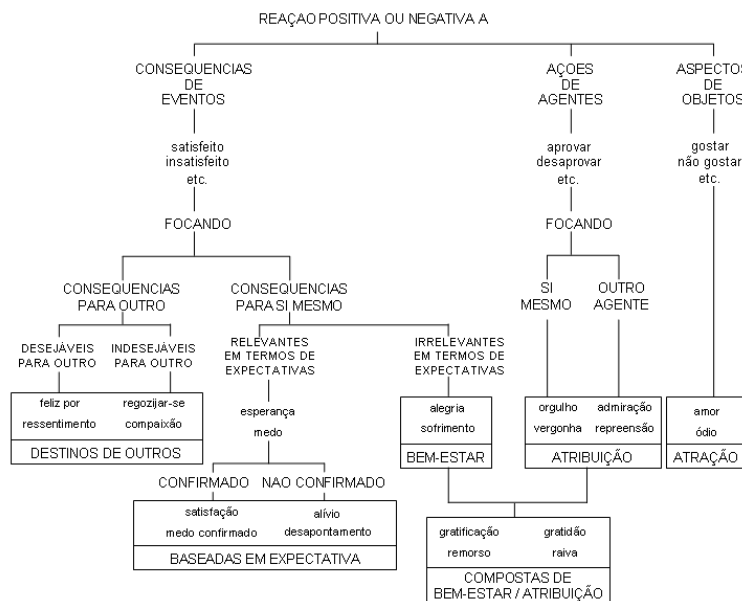 REAÇAO POSITIVA OU NEGATIVA A
CONSEQUENCIAS
DE
EVENTOS
AÇOES
DE
AGENTES
ASPECTOS
DE
OBJETOS
satisfeito
insatisfeito
etc.
aprovar
desaprovar
etc.
gostar
não gostar
etc.
FOCANDO
FOCANDO
CONSEQUENCIAS
PARA OUTRO
CONSEQUENCIAS
PARA SI MESMO
SI
MESMO
OUTRO
AGENTE
DESEJÁVEIS
PARA OUTRO
INDESEJÁVEIS
PARA OUTRO
RELEVANTES
EM TERMOS DE
EXPECTATIVAS
IRRELEVANTES
EM TERMOS DE
EXPECTATIVAS
feliz por
ressentimento
regozijar-se
compaixão
DESTINOS DE OUTROS
esperança
medo
alegria
sofrimento
BEM-ESTAR
orgulho
vergonha
admiração
repreensão
ATRIBUIÇÃO
amor
ódio
ATRAÇÃO
CONFIRMADO
NAO CONFIRMADO
satisfação
medo confirmado
alívio
desapontamento
BASEADAS EM EXPECTATIVA
gratificação
remorso
gratidão
raiva
COMPOSTAS DE
BEM-ESTAR / ATRIBUIÇÃO